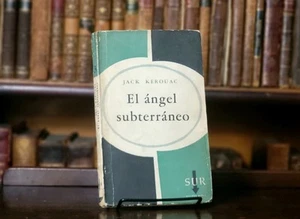 JACK KEROUAC
El ángel
subterráneo
SUR